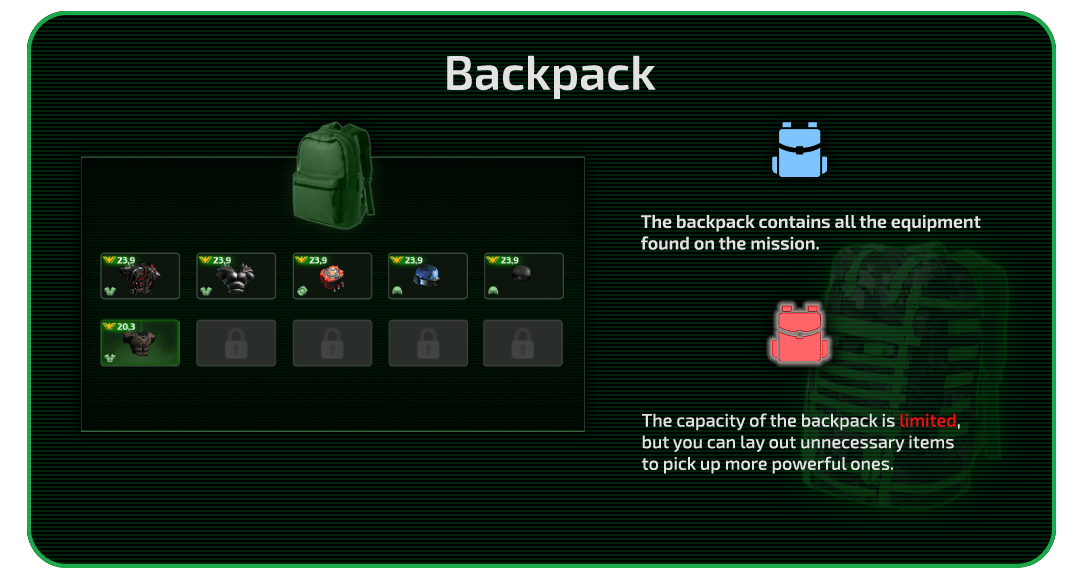 Backpack
23,9 23,9 23,9 23,9 23,9
20,3
The backpack contains all the equipment
found on the mission.
The capacity of the backpack is limited,
but you can lay out unnecessary items
to pick up more powerful ones.